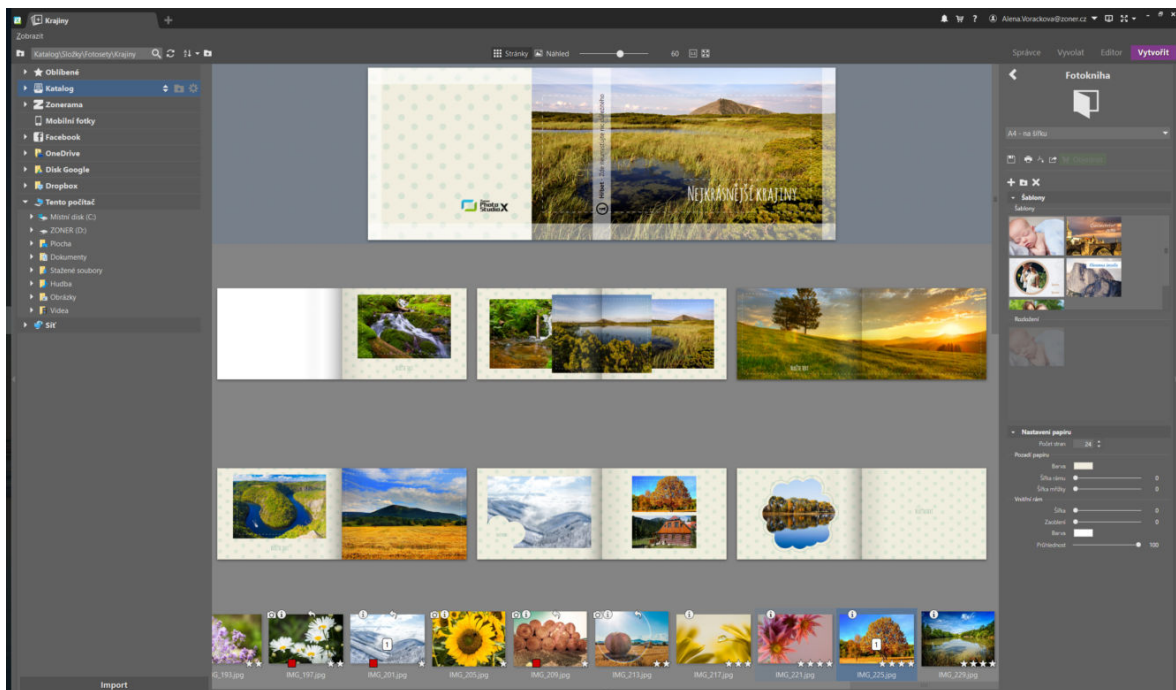 Krajiny
Alena.Vorackova@zoner.cz
Zobrazit
Katalog\Složky\Fotosety\Krajiny
Stránky
Náhled
60
Správce
Vyvolat
Editor
Vytvořit
Oblíbené
Katalog
Zonerama
Mobilní fotky
Facebook
OneDrive
Disk Google
Dropbox
Tento počítač
Místní disk (C:)
ZONER (D:)
Plocha
Dokumenty
Stažené soubory
Hudba
Obrázky
Videa
Síť
Import
Zoner
Photo
Studio X
Nejkrásnější krajiny
Fotokniha
A4 - na šířku
Šablony
Šablony
Rozložení
Nastavení papíru
Počet stran
24
Pozadí papíru
Barva
Šířka rámu
0
Šířka mřížky
0
Vnitřní rám
Šířka
0
Zaoblení
0
Barva
Průhlednost
100
1
1
G_193.jpg
IMG_197.jpg
IMG_201.jpg
IMG_205.jpg
IMG_209.jpg
IMG_213.jpg
IMG_217.jpg
IMG_221.jpg
IMG_225.jpg
IMG_229.jpg